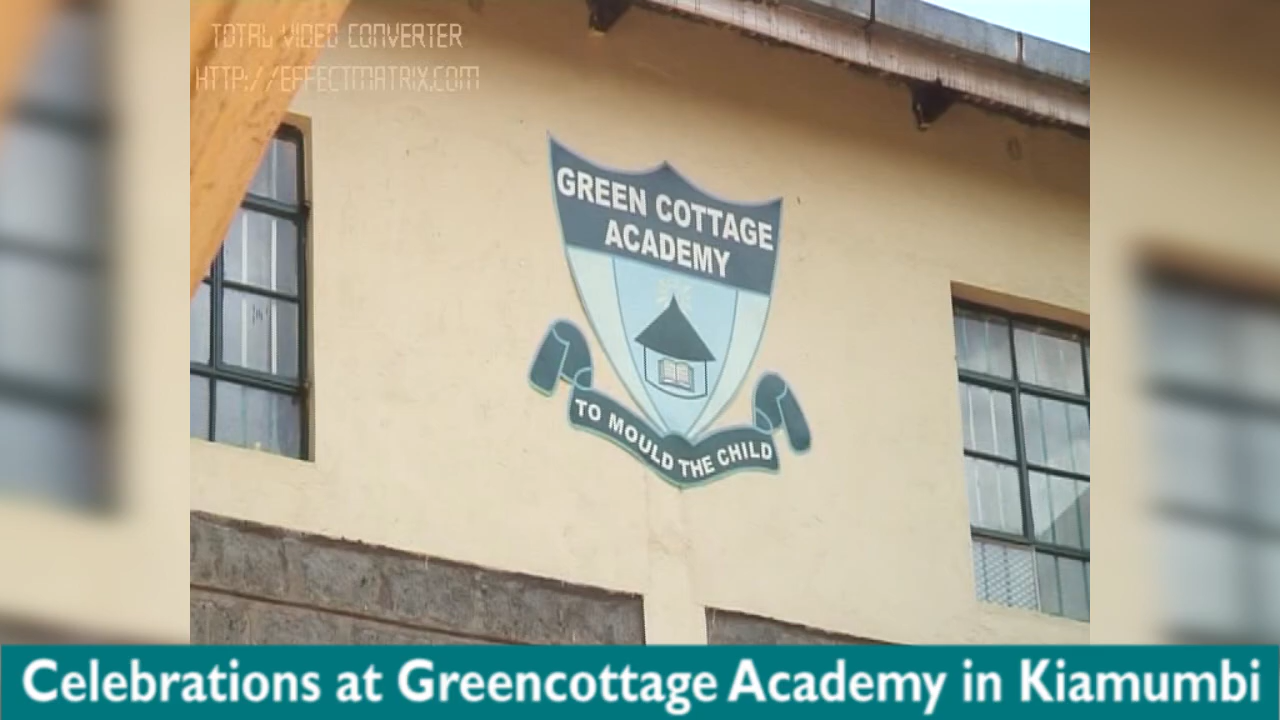 TOTAL VIDEO CONVERTER
HTTP://EFFECTMATRIX.COM
GREEN COTTAGE
ACADEMY
TO MOULD THE CHILD
Celebrations at Greencottage Academy in Kiamumbi